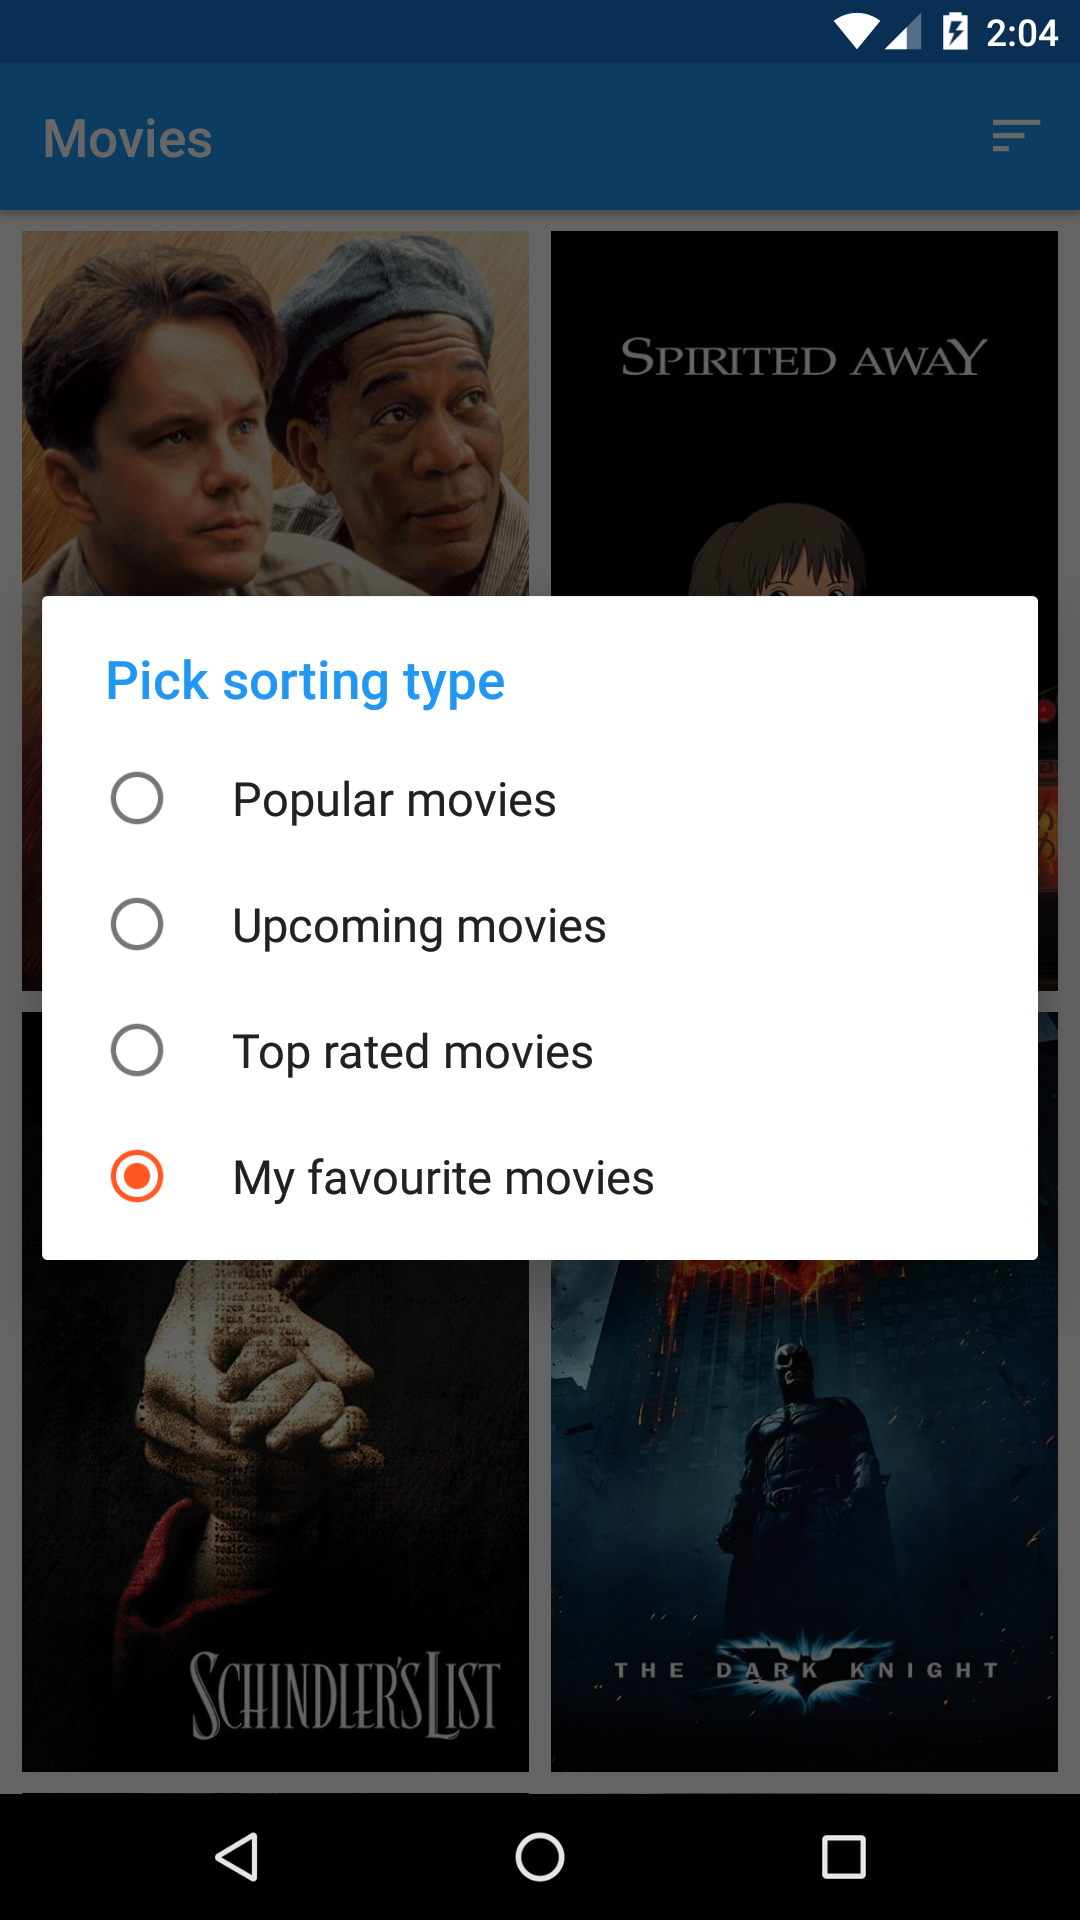 2:04
Movies
SPIRITED AWAY
Pick sorting type
Popular movies
Upcoming movies
Top rated movies
My favourite movies
SCHINDLER'S LIST
THE DARK KNIGHT